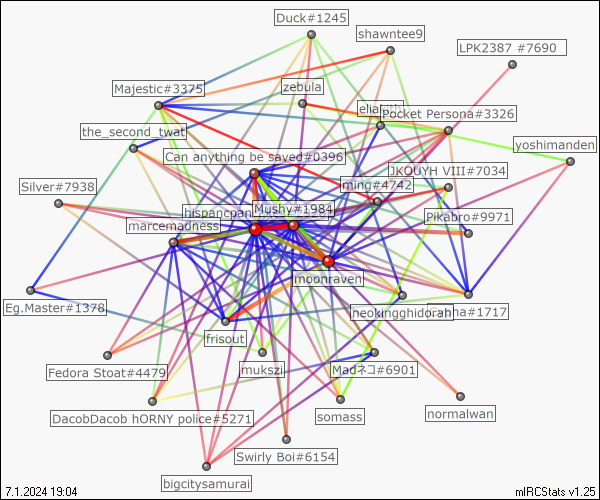 Duck#1245
shawntee9
LPK2387 #7690
Majestic#3375
zebula
Pocket Persona#3326
the_second_twat
yoshimanden
Can anything be saved#0396
JKOUYH VIII#7034
ming#4742
Silver#7938
Mushy#1984
Pikabro#9971
marcemadness
moonraven
Eg.Master#1378
neokingghidorah
#1717
frisout
mukszi
Madネコ#6901
Fedora Stoat#4479
DacobDacob hORNY police#5271
somass
normalwan
Swirly Boi#6154
bigcitysamurai
7.1.2024 19:04
mIRCStats v1.25